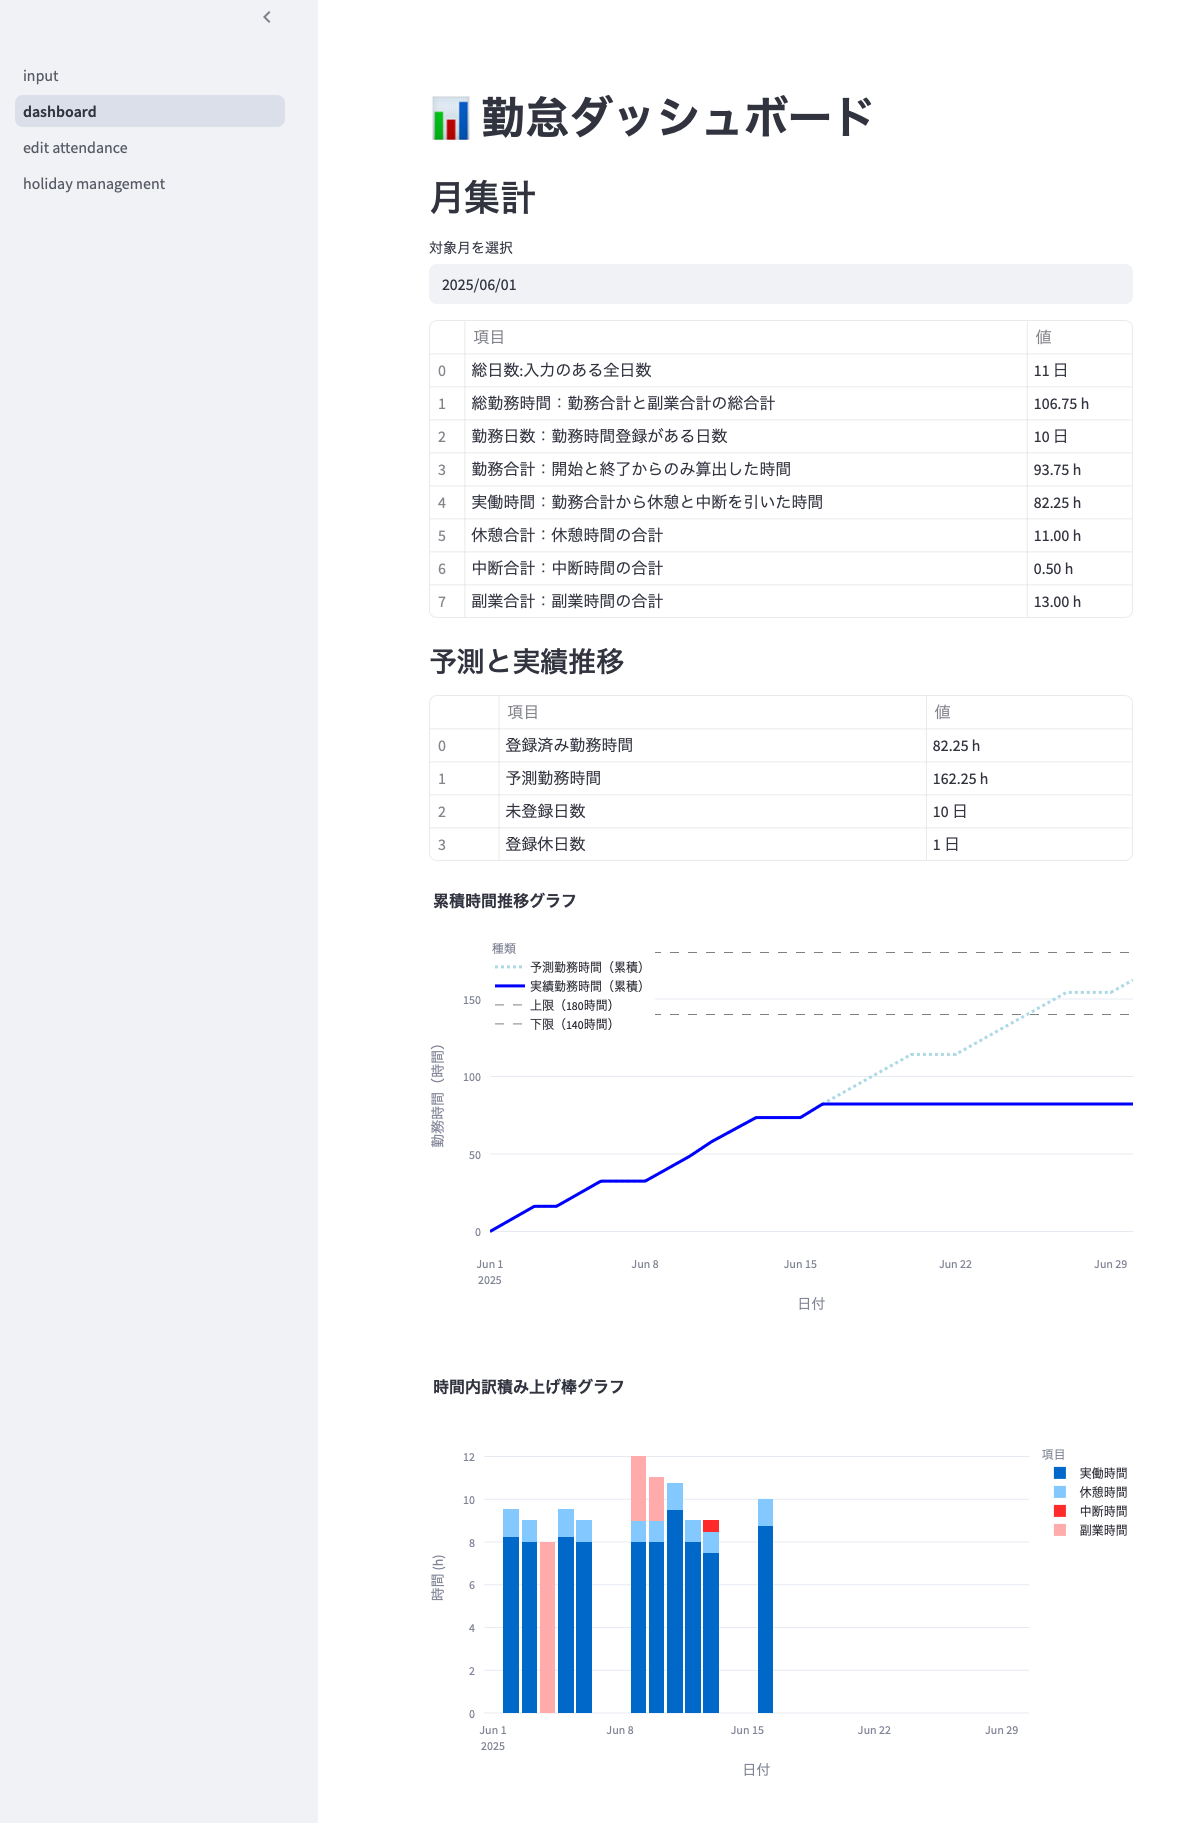 input
dashboard
edit attendance
holiday management
📊 勤怠ダッシュボード
月集計
対象月を選択
2025/06/01
項目 値
0 総日数:入力のある全日数 11 日
1 総勤務時間：勤務合計と副業合計の総合計 106.75 h
2 勤務日数：勤務時間登録がある日数 10 日
3 勤務合計：開始と終了からのみ算出した時間 93.75 h
4 実働時間：勤務合計から休憩と中断を引いた時間 82.25 h
5 休憩合計：休憩時間の合計 11.00 h
6 中断合計：中断時間の合計 0.50 h
7 副業合計：副業時間の合計 13.00 h
予測と実績推移
項目 値
0 登録済み勤務時間 82.25 h
1 予測勤務時間 162.25 h
2 未登録日数 10 日
3 登録休日数 1 日
累積時間推移グラフ
種類
予測勤務時間（累積）
実績勤務時間（累積）
上限（180時間）
下限（140時間）
勤務時間（時間）
150
100
50
0
Jun 1 Jun 8 Jun 15 Jun 22 Jun 29
2025
日付
時間内訳積み上げ棒グラフ
項目
実働時間
休憩時間
中断時間
副業時間
時間 (h)
12
10
8
6
4
2
0
Jun 1 Jun 8 Jun 15 Jun 22 Jun 29
2025
日付